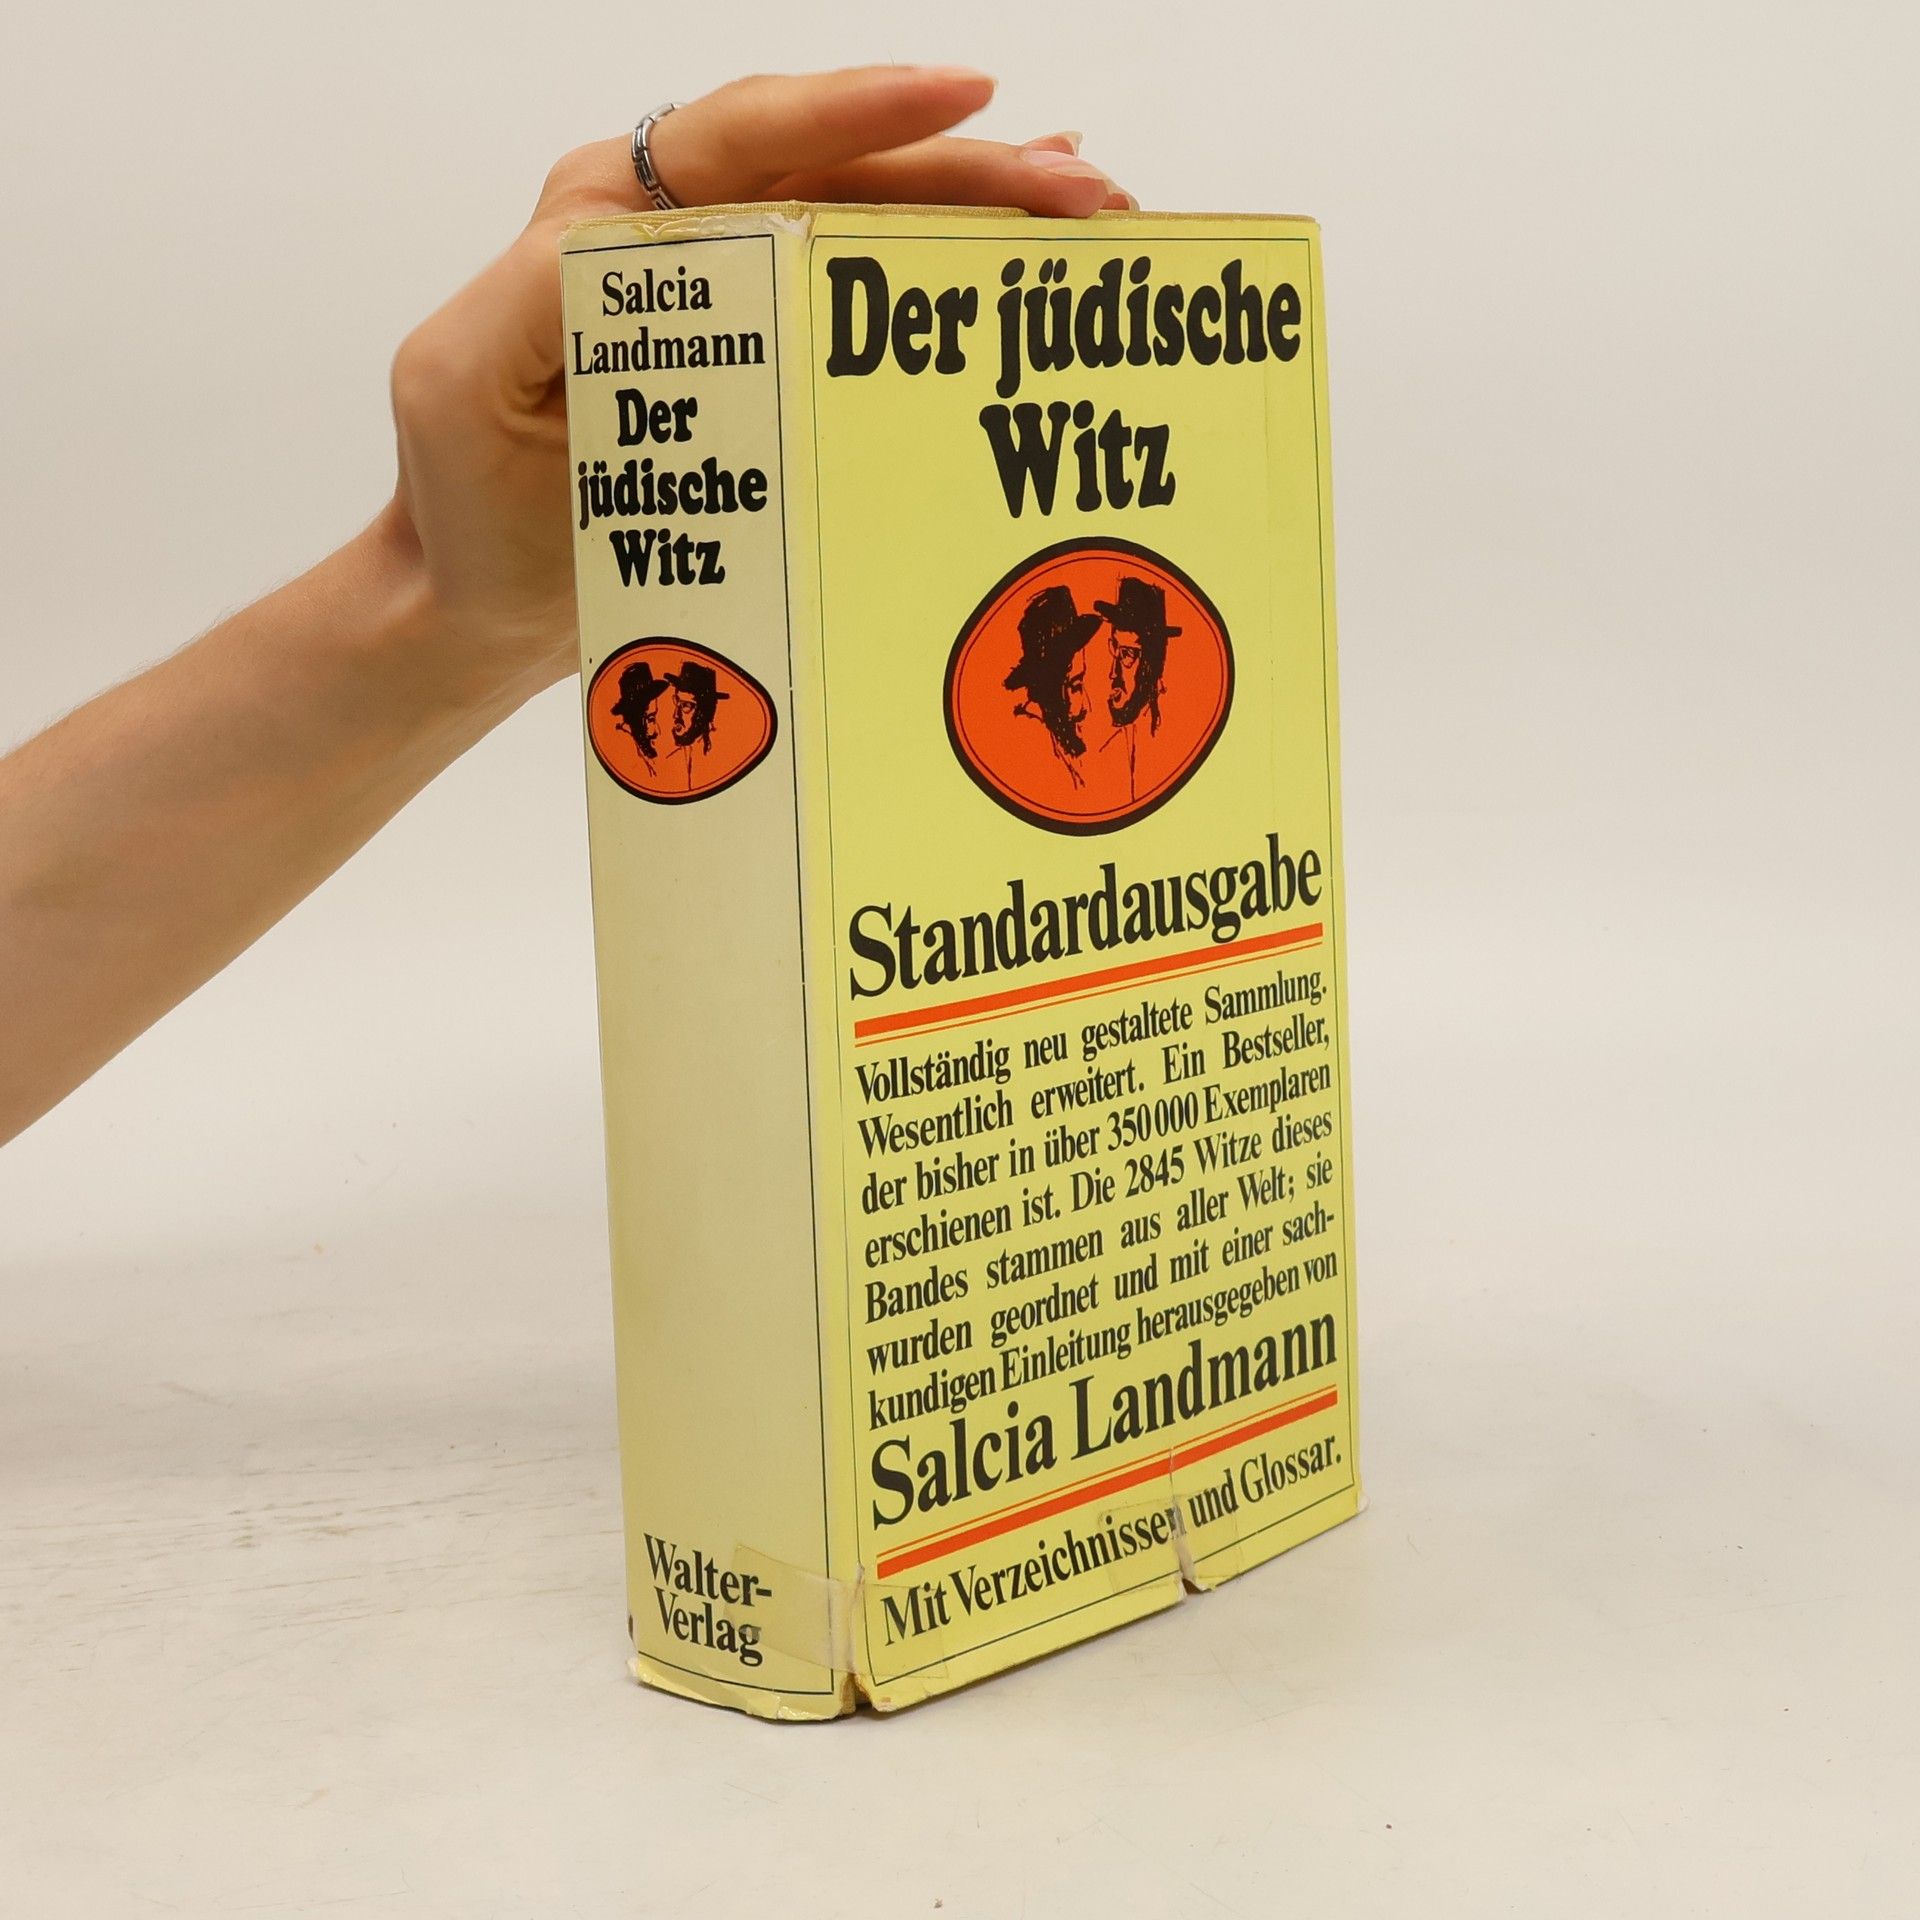 Salcia
Landmann
Der
jüdische
Witz
Walter-
Verlag
Der jüdische
Witz
Standardausgabe
Vollständig neu gestaltete Sammlung.
Wesentlich erweitert. Ein Bestseller,
der bisher in über 350 000 Exemplaren
erschienen ist. Die 2845 Witze dieses
Bandes stammen aus aller Welt; sie
wurden geordnet und mit einer sach-
kundigen Einleitung herausgegeben von
Salcia Landmann
Mit Verzeichnissen und Glossar.